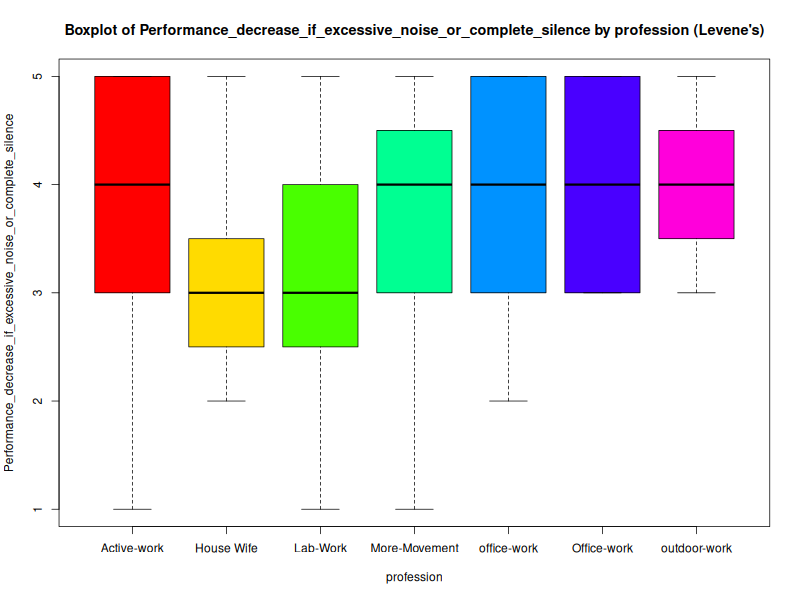 Boxplot of Performance_decrease_if_excessive_noise_or_complete_silence by profession (Levene's)
Performance_decrease_if_excessive_noise_or_complete_silence
5
4
3
2
1
Active-work House Wife Lab-Work More-Movement office-work Office-work outdoor-work
profession